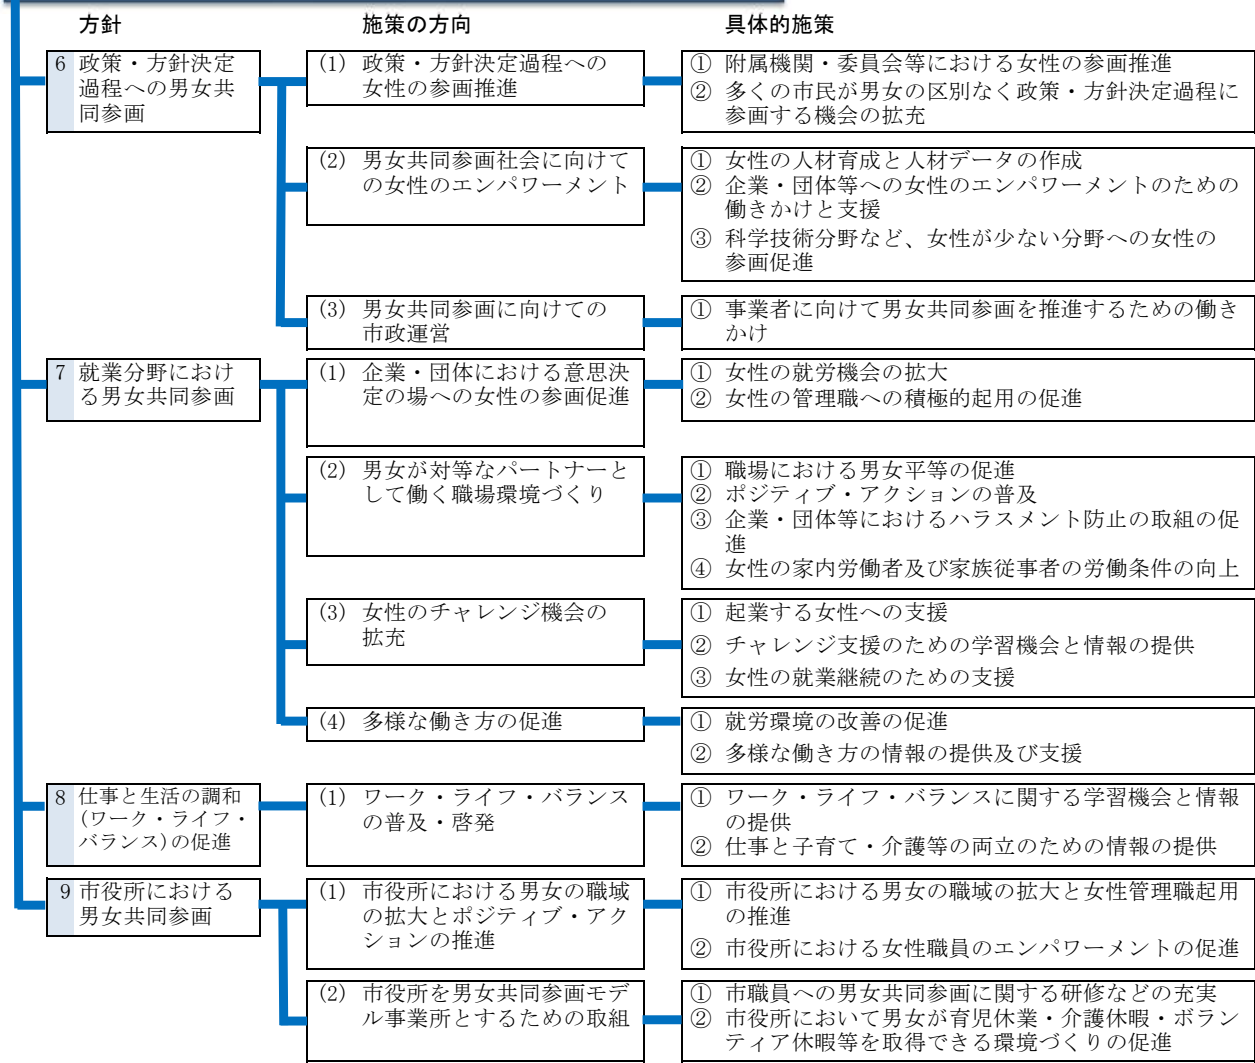 方針 施策の方向 具体的施策
6 政策・方針決定
過程への男女共
同参画
(1) 政策・方針決定過程への
女性の参画推進
① 附属機関・委員会等における女性の参画推進
② 多くの市民が男女の区別なく政策・方針決定過程に
参画する機会の拡充
(2) 男女共同参画社会に向けて
の女性のエンパワーメント
① 女性の人材育成と人材データの作成
② 企業・団体等への女性のエンパワーメントのための
働きかけと支援
③ 科学技術分野など、女性が少ない分野への女性の
参画促進
(3) 男女共同参画に向けての
市政運営
① 事業者に向けて男女共同参画を推進するための働き
かけ
7 就業分野におけ
る男女共同参画
(1) 企業・団体における意思決
定の場への女性の参画促進
① 女性の就労機会の拡大
② 女性の管理職への積極的起用の促進
(2) 男女が対等なパートナーと
して働く職場環境づくり
① 職場における男女平等の促進
② ポジティブ・アクションの普及
③ 企業・団体等におけるハラスメント防止の取組の促
進
④ 女性の家内労働者及び家族従事者の労働条件の向上
(3) 女性のチャレンジ機会の
拡充
① 起業する女性への支援
② チャレンジ支援のための学習機会と情報の提供
③ 女性の就業継続のための支援
(4) 多様な働き方の促進
① 就労環境の改善の促進
② 多様な働き方の情報の提供及び支援
8 仕事と生活の調和
(ワーク・ライフ・
バランス)の促進
(1) ワーク・ライフ・バランス
の普及・啓発
① ワーク・ライフ・バランスに関する学習機会と情報
の提供
② 仕事と子育て・介護等の両立のための情報の提供
9 市役所における
男女共同参画
(1) 市役所における男女の職域
の拡大とポジティブ・アク
ションの推進
① 市役所における男女の職域の拡大と女性管理職起用
の推進
② 市役所における女性職員のエンパワーメントの促進
(2) 市役所を男女共同参画モデ
ル事業所とするための取組
① 市職員への男女共同参画に関する研修などの充実
② 市役所において男女が育児休業・介護休暇・ボラン
ティア休暇等を取得できる環境づくりの促進